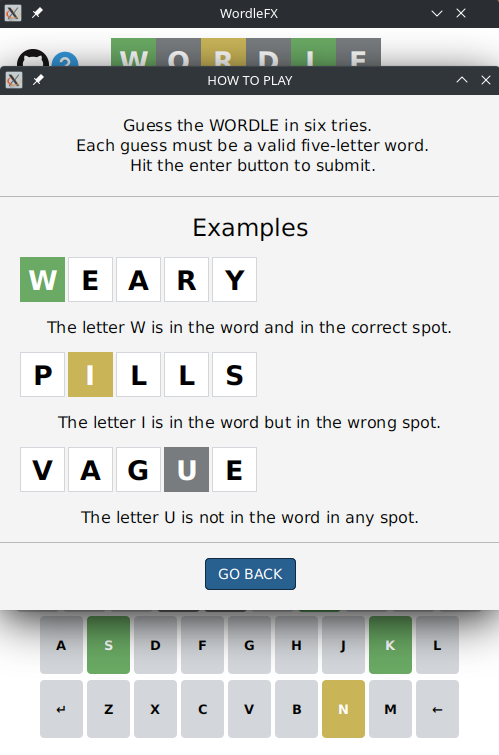 WordleFX
WORDLE
HOW TO PLAY
Guess the WORDLE in six tries.
Each guess must be a valid five-letter word.
Hit the enter button to submit.
Examples
W E A R Y
The letter W is in the word and in the correct spot.
P I L L S
The letter I is in the word but in the wrong spot.
V A G U E
The letter U is not in the word in any spot.
GO BACK
A S D F G H J K L
↵ Z X C V B N M ←